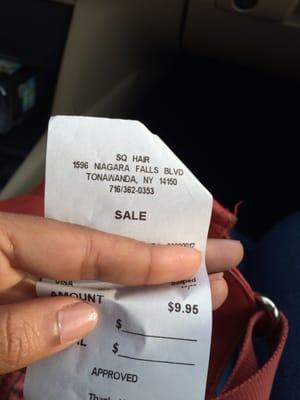 SQ HAIR
1596 NIAGARA FALLS BLVD
TONAWANDA, NY 14150
716/362-0353
SALE
VISA
AMOUNT $9.95
$
$
APPROVED